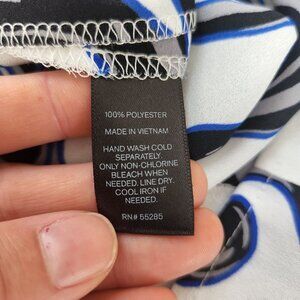 100% POLYESTER
MADE IN VIETNAM
HAND WASH COLD
SEPARATELY.
ONLY NON-CHLORINE
BLEACH WHEN
NEEDED. LINE DRY.
COOL IRON IF
NEEDED.
RN# 55285